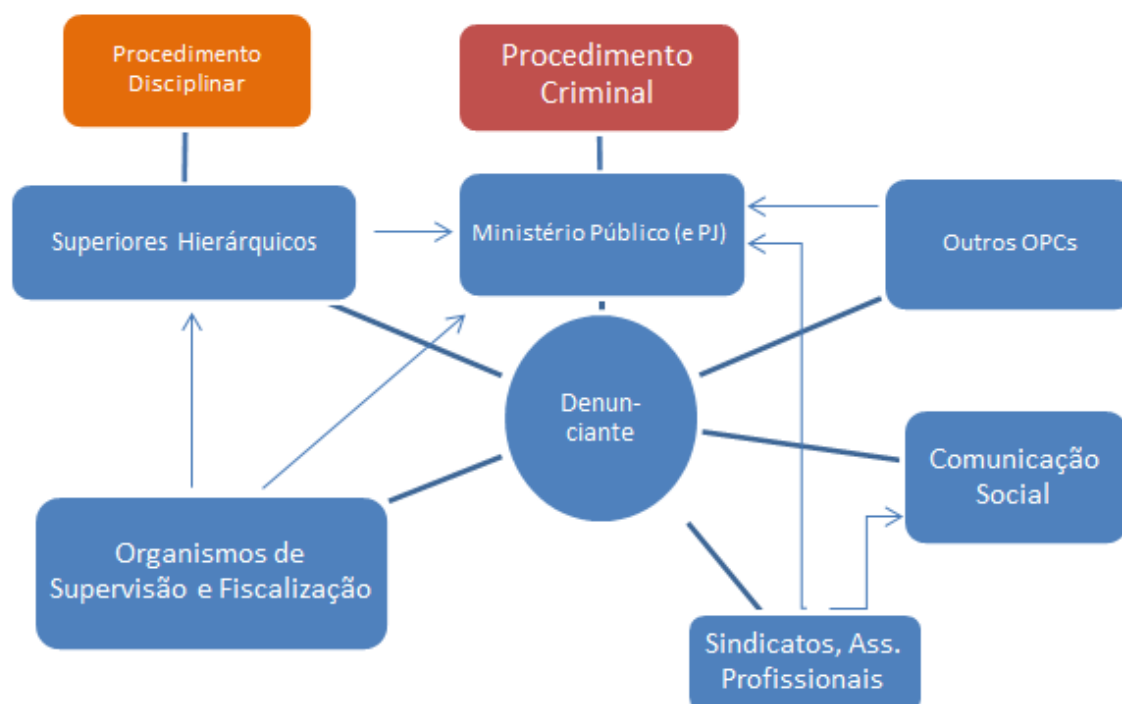 Procedimento
Disciplinar
Procedimento
Criminal
Superiores Hierárquicos
Ministério Público (e PJ)
Outros OPCs
Denun-
ciante
Comunicação
Social
Organismos de
Supervisão e Fiscalização
Sindicatos, Ass.
Profissionais